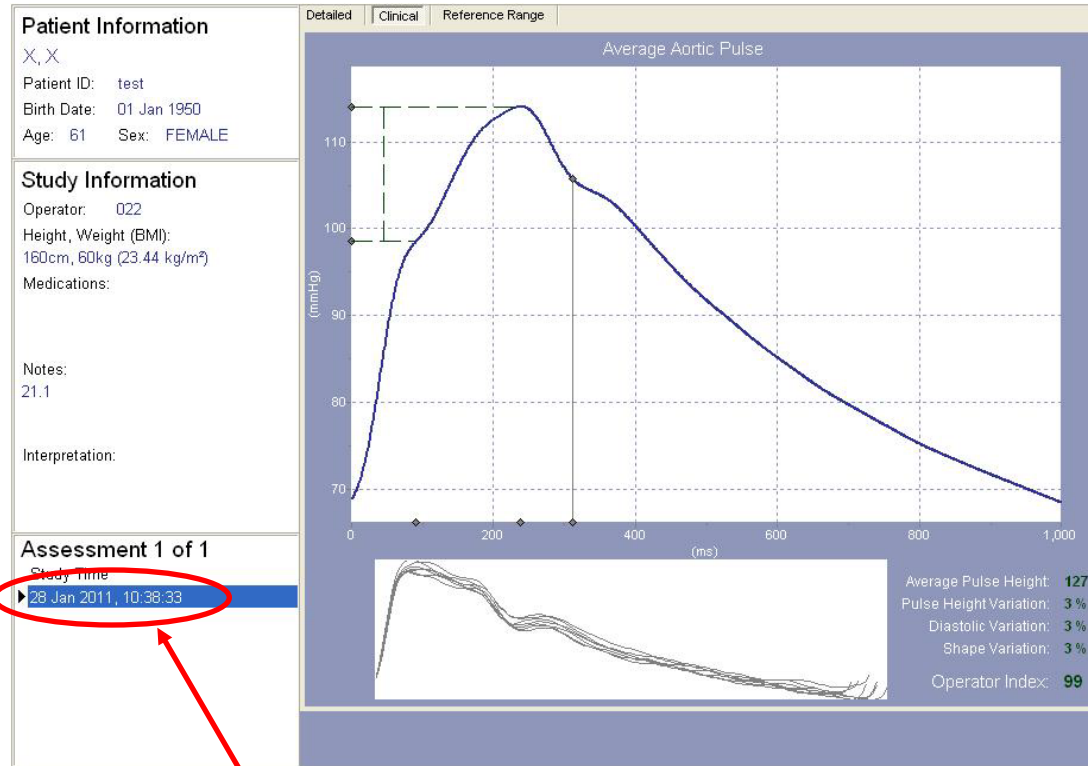 Patient Information
X, X
Patient ID: test
Birth Date: 01 Jan 1950
Age: 61 Sex: FEMALE
Study Information
Operator: 022
Height, Weight (BMI):
160cm, 60kg (23.44 kg/m²)
Medications:
Notes:
21.1
Interpretation:
Assessment 1 of 1
Study Time
28 Jan 2011, 10:38:33
Detailed Clinical Reference Range
Average Aortic Pulse
110
100
90
80
70
(mmHg)
0 200 400 600 800 1,000
(ms)
Average Pulse Height: 127
Pulse Height Variation: 3 %
Diastolic Variation: 3 %
Shape Variation: 3 %
Operator Index: 99